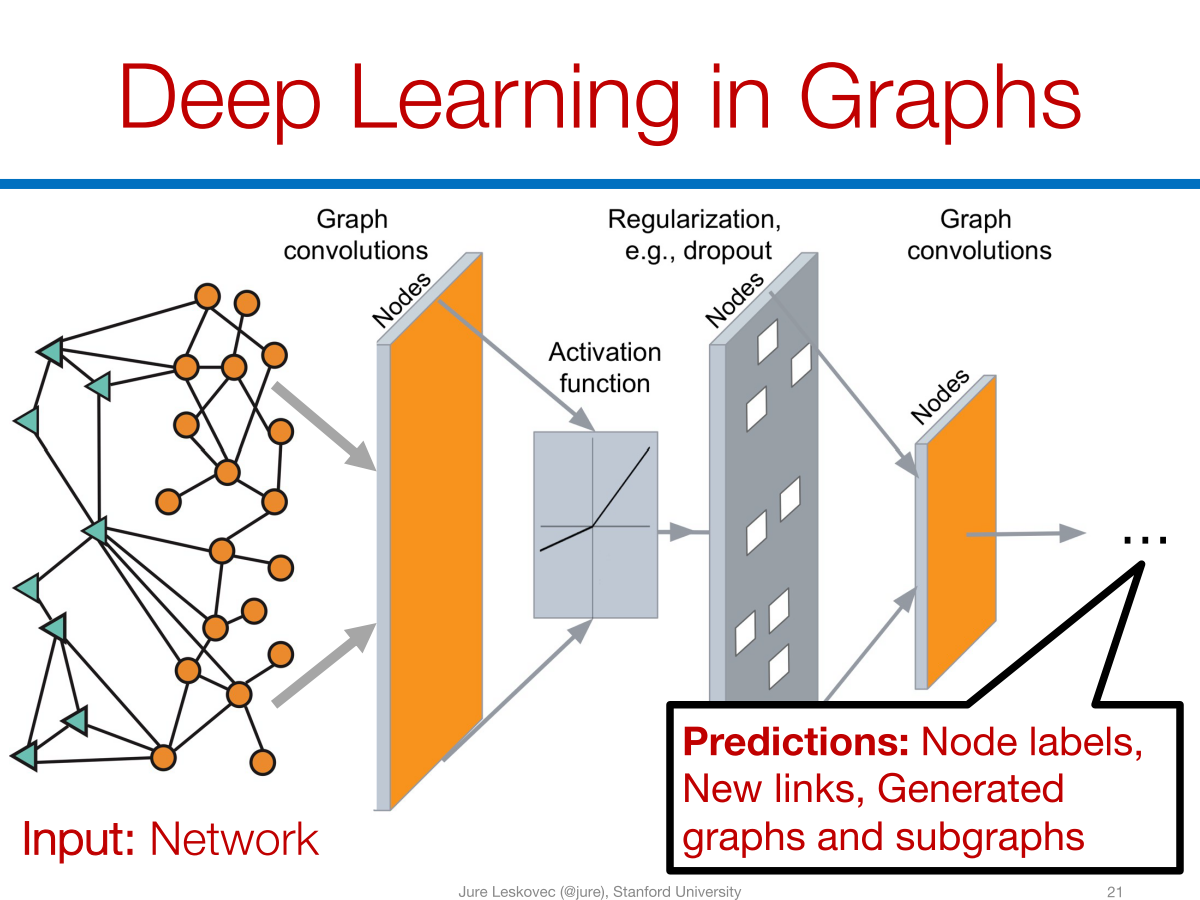 Deep Learning in Graphs
Graph
convolutions
Nodes
Activation
function
Regularization,
e.g., dropout
Nodes
Graph
convolutions
Nodes
...
Predictions: Node labels,
New links, Generated
graphs and subgraphs
Input: Network
Jure Leskovec (@jure), Stanford University
21